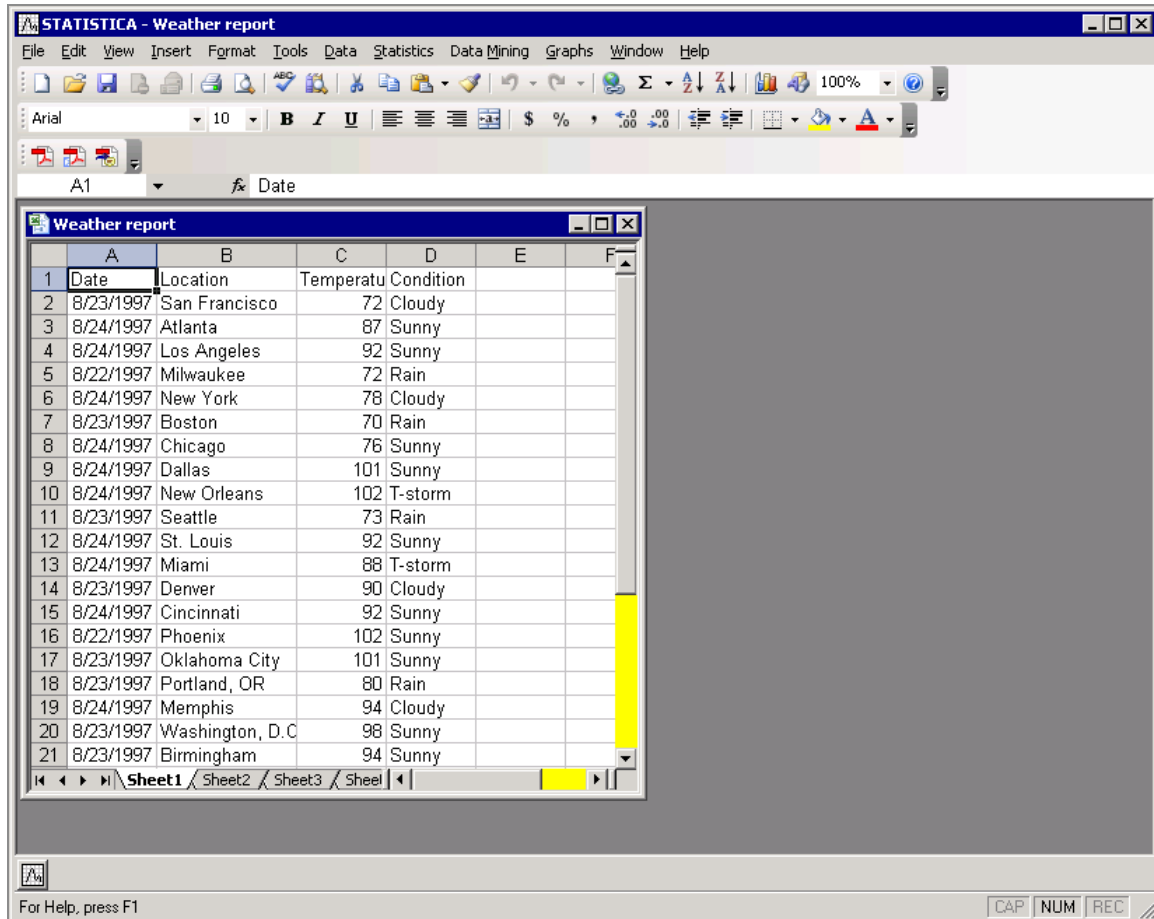 STATISTICA - Weather report
File Edit View Insert Format Tools Data Statistics Data Mining Graphs Window Help
ABC Σ A Z Z A 100% ?
Arial 10 B I U a $ % , .0 .00 .00 .0 A
A1 fx Date
Weather report
A B C D E F
1 Date Location Temperatu Condition
2 8/23/1997 San Francisco 72 Cloudy
3 8/24/1997 Atlanta 87 Sunny
4 8/24/1997 Los Angeles 92 Sunny
5 8/22/1997 Milwaukee 72 Rain
6 8/24/1997 New York 78 Cloudy
7 8/23/1997 Boston 70 Rain
8 8/24/1997 Chicago 76 Sunny
9 8/24/1997 Dallas 101 Sunny
10 8/24/1997 New Orleans 102 T-storm
11 8/23/1997 Seattle 73 Rain
12 8/24/1997 St. Louis 92 Sunny
13 8/24/1997 Miami 88 T-storm
14 8/23/1997 Denver 90 Cloudy
15 8/24/1997 Cincinnati 92 Sunny
16 8/22/1997 Phoenix 102 Sunny
17 8/23/1997 Oklahoma City 101 Sunny
18 8/23/1997 Portland, OR 80 Rain
19 8/24/1997 Memphis 94 Cloudy
20 8/23/1997 Washington, D.C 98 Sunny
21 8/23/1997 Birmingham 94 Sunny
Sheet1 Sheet2 Sheet3 Sheel
For Help, press F1 CAP NUM REC